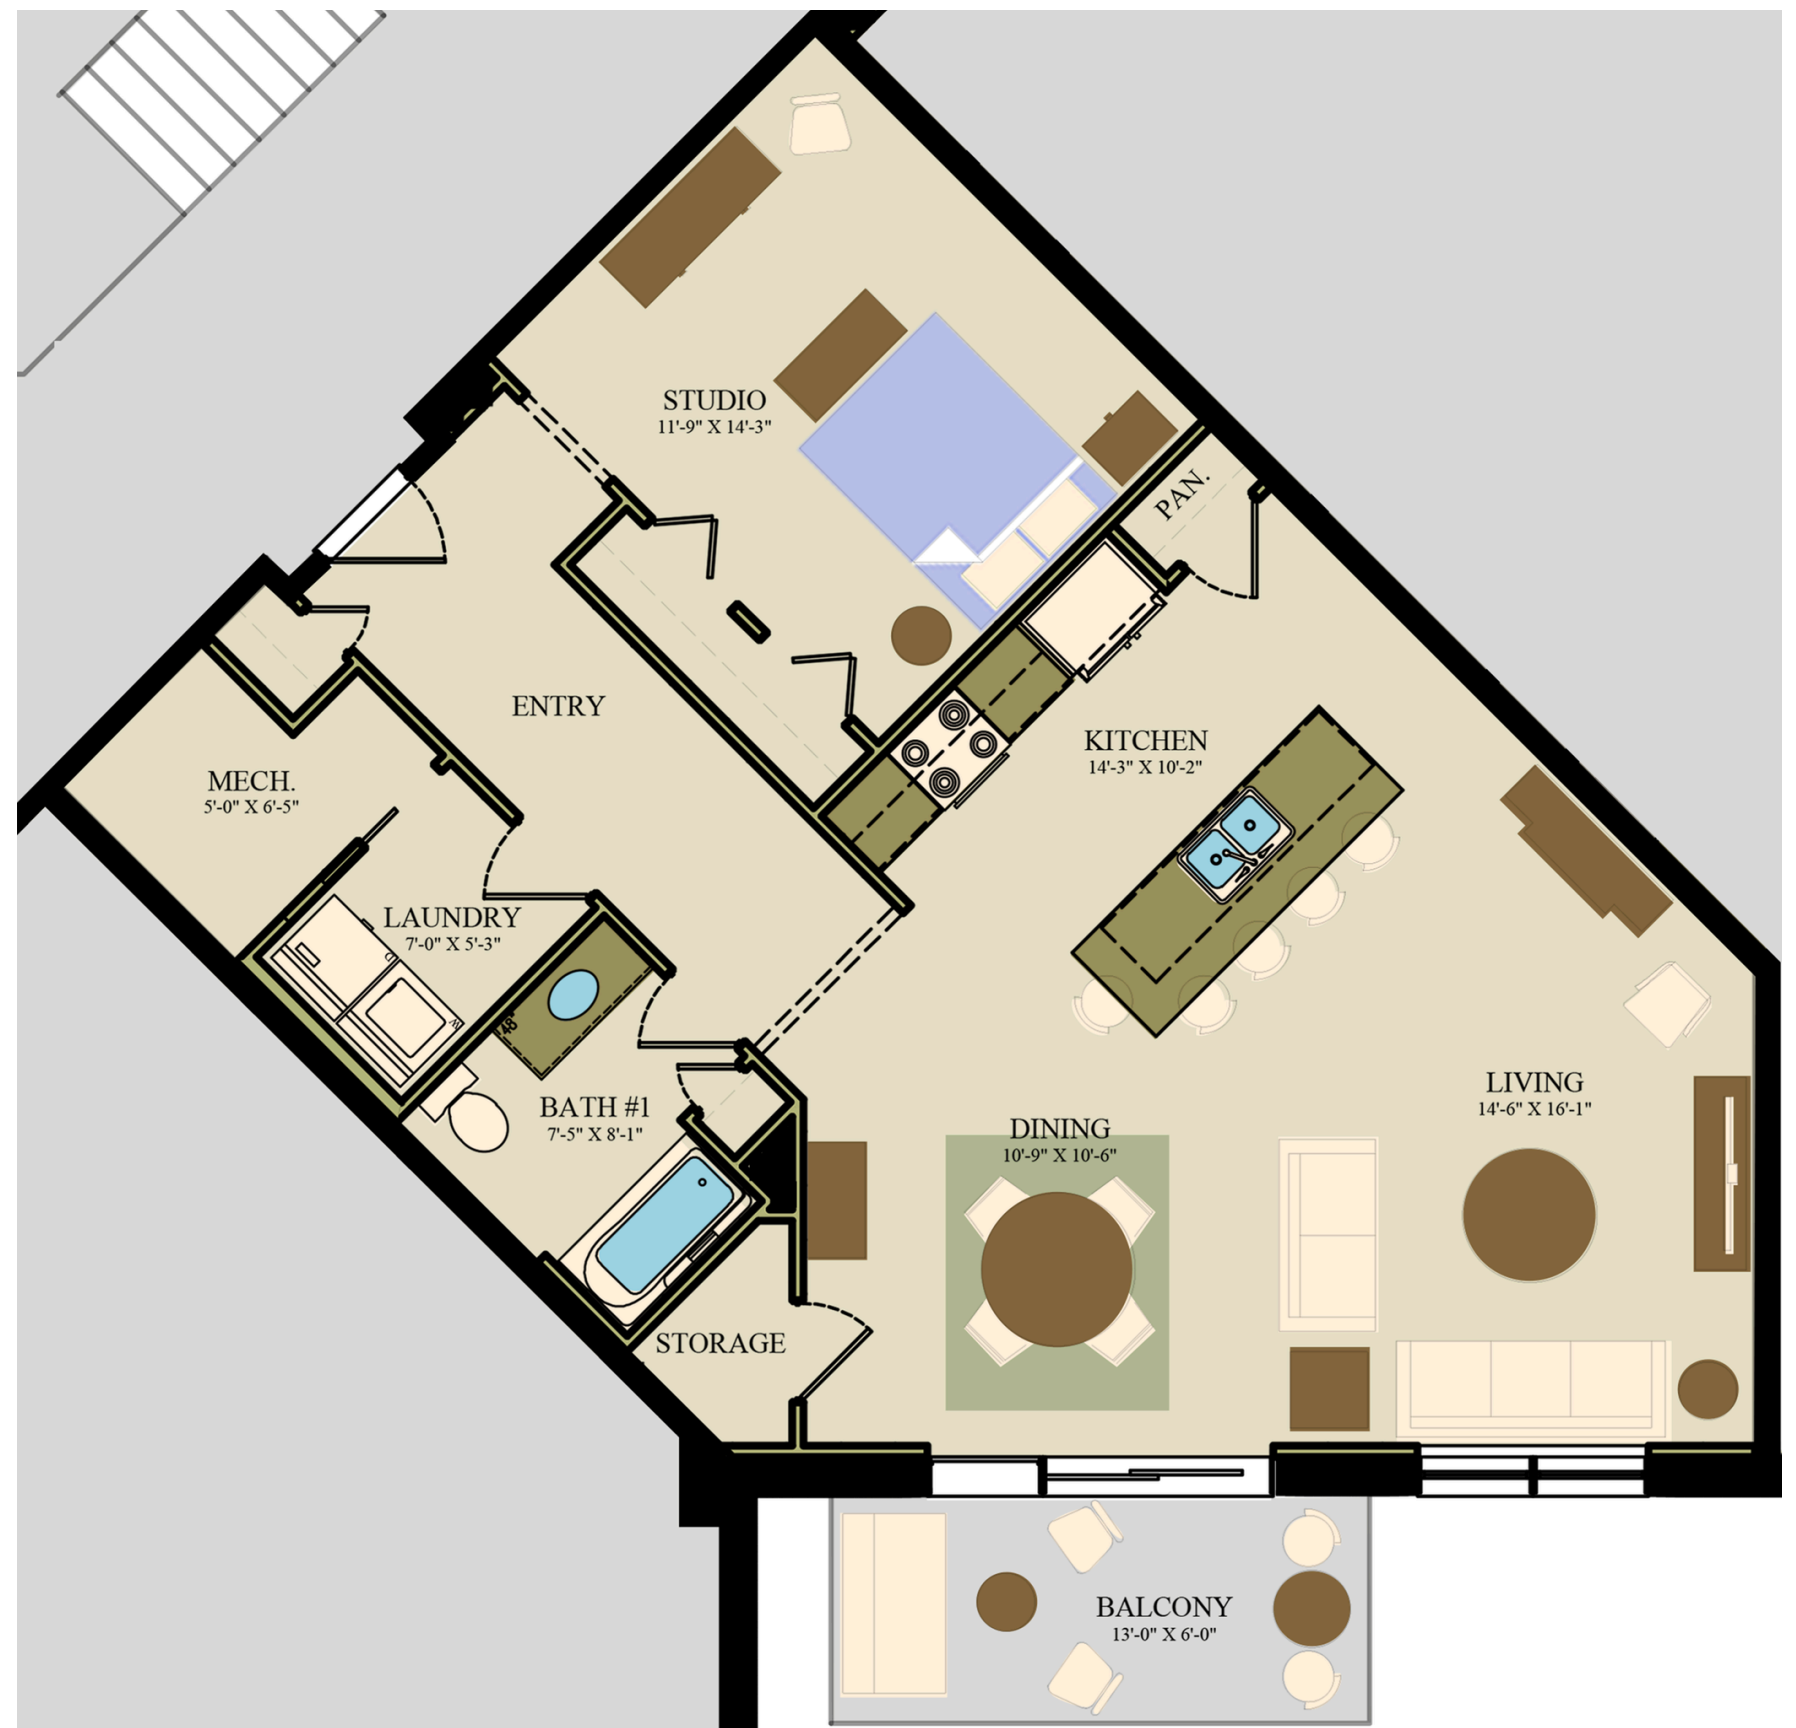 STUDIO
11'-9" X 14'-3"
PAN.
ENTRY
KITCHEN
14'-3" X 10'-2"
MECH.
5'-0" X 6'-5"
LAUNDRY
7'-0" X 5'-3"
D
W
48"
BATH #1
7'-5" X 8'-1"
LIVING
14'-6" X 16'-1"
DINING
10'-9" X 10'-6"
STORAGE
BALCONY
13'-0" X 6'-0"